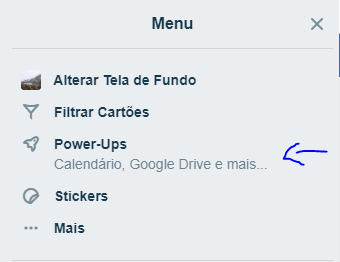 Menu
Alterar Tela de Fundo
Filtrar Cartões
Power-Ups
Calendário, Google Drive e mais...
Stickers
Mais